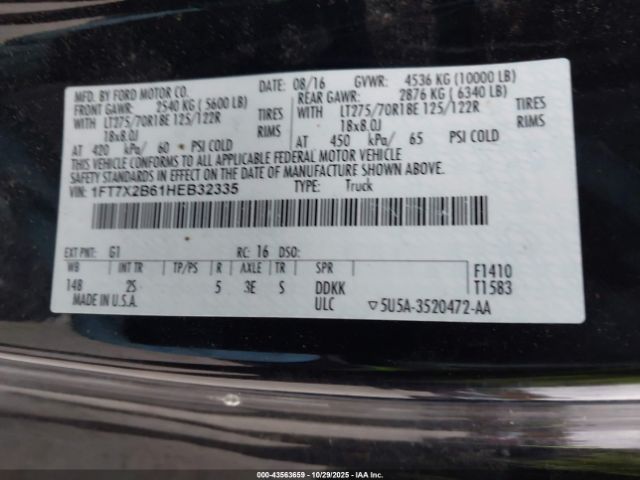 MFD. BY FORD MOTOR CO. DATE: 08/16 GVWR: 4536 KG (10000 LB)
FRONT GAWR: 2540 KG (5600 LB) REAR GAWR: 2876 KG (6340 LB)
WITH LT275/70R18E 125/122R TIRES WITH LT275/70R18E 125/122R TIRES
18x8.0J RIMS 18x8.0J RIMS
AT 420 kPa/ 60 PSI COLD AT 450 kPa/ 65 PSI COLD
THIS VEHICLE CONFORMS TO ALL APPLICABLE FEDERAL MOTOR VEHICLE
SAFETY STANDARDS IN EFFECT ON THE DATE OF MANUFACTURE SHOWN ABOVE.
VIN: 1FT7X2B61HEB32335 TYPE: Truck
EXT PNT: G1 RC: 16 DSO:
WB INT TR TP/PS R AXLE TR SPR F1410
148 2S 5 3E S DDKK T1583
MADE IN U.S.A. ULC ▽5U5A-3520472-AA
000-43563659 - 10/29/2025 - IAA Inc.